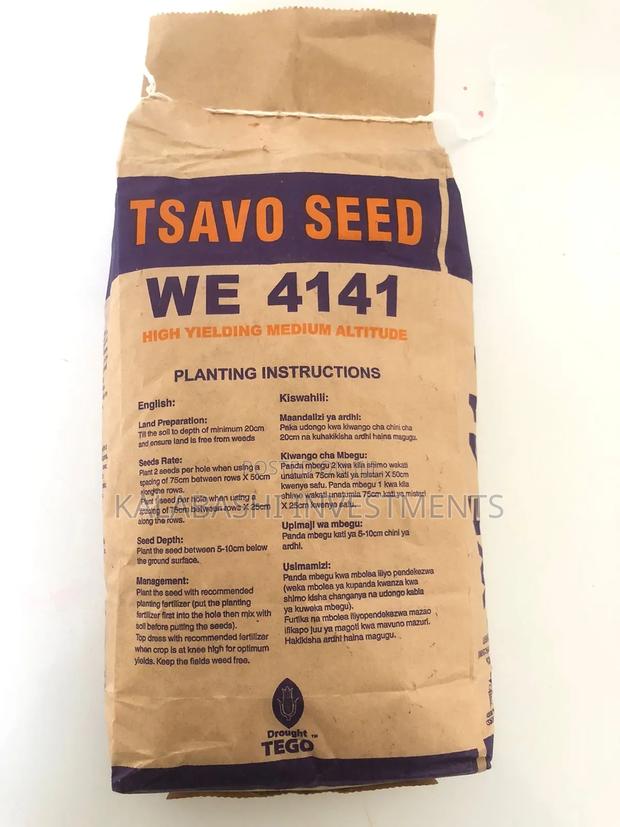 TSAVO SEED
WE 4141
HIGH YIELDING MEDIUM ALTITUDE
PLANTING INSTRUCTIONS
English:
Land Preparation:
Till the soil to depth of minimum 20cm
and ensure land is free from weeds
Seeds Rate:
Plant 2 seeds per hole when using a
spacing of 75cm between rows X 50cm
along the rows.
Plant 1 seed per hole when using a
spacing of 75cm between rows X 25cm
along the rows.
Seed Depth:
Plant the seed between 5-10cm below
the ground surface.
Management:
Plant the seed with recommended
planting fertilizer (put the planting
fertilizer first into the hole then mix with
soil before putting the seeds).
Top dress with recommended fertilizer
when crop is at knee high for optimum
yields. Keep the fields weed free.
Kiswahili:
Maandalizi ya ardhi:
Paka udongo kwa kiwango cha chini cha
20cm na kuhakikisha ardhi haina magugu.
Kiwango cha Mbegu:
Panda mbegu 2 kwa kila shimo wakati
unatumia 75cm kati ya mistari X 50cm
kwenye safu. Panda mbegu 1 kwa kila
shimo wakati unatumia 75cm kati ya mistari
X 25cm kwenye safu.
Upimaji wa mbegu:
Panda mbegu kati ya 5-10cm chini ya
ardhi.
Usimamizi:
Panda mbegu kwa mbolea iliyo pendekezwa
(weka mbolea ya kupanda kwanza kwa
shimo kisha changanya na udongo kabla
ya kuweka mbegu).
Furtika na mbolea iliyopendekezwa mazao
ifikapo juu ya magoti kwa mavuno mazuri.
Hakikisha ardhi haina magugu.
Drought TM
TEGO
KALABASHI INVESTMENTS